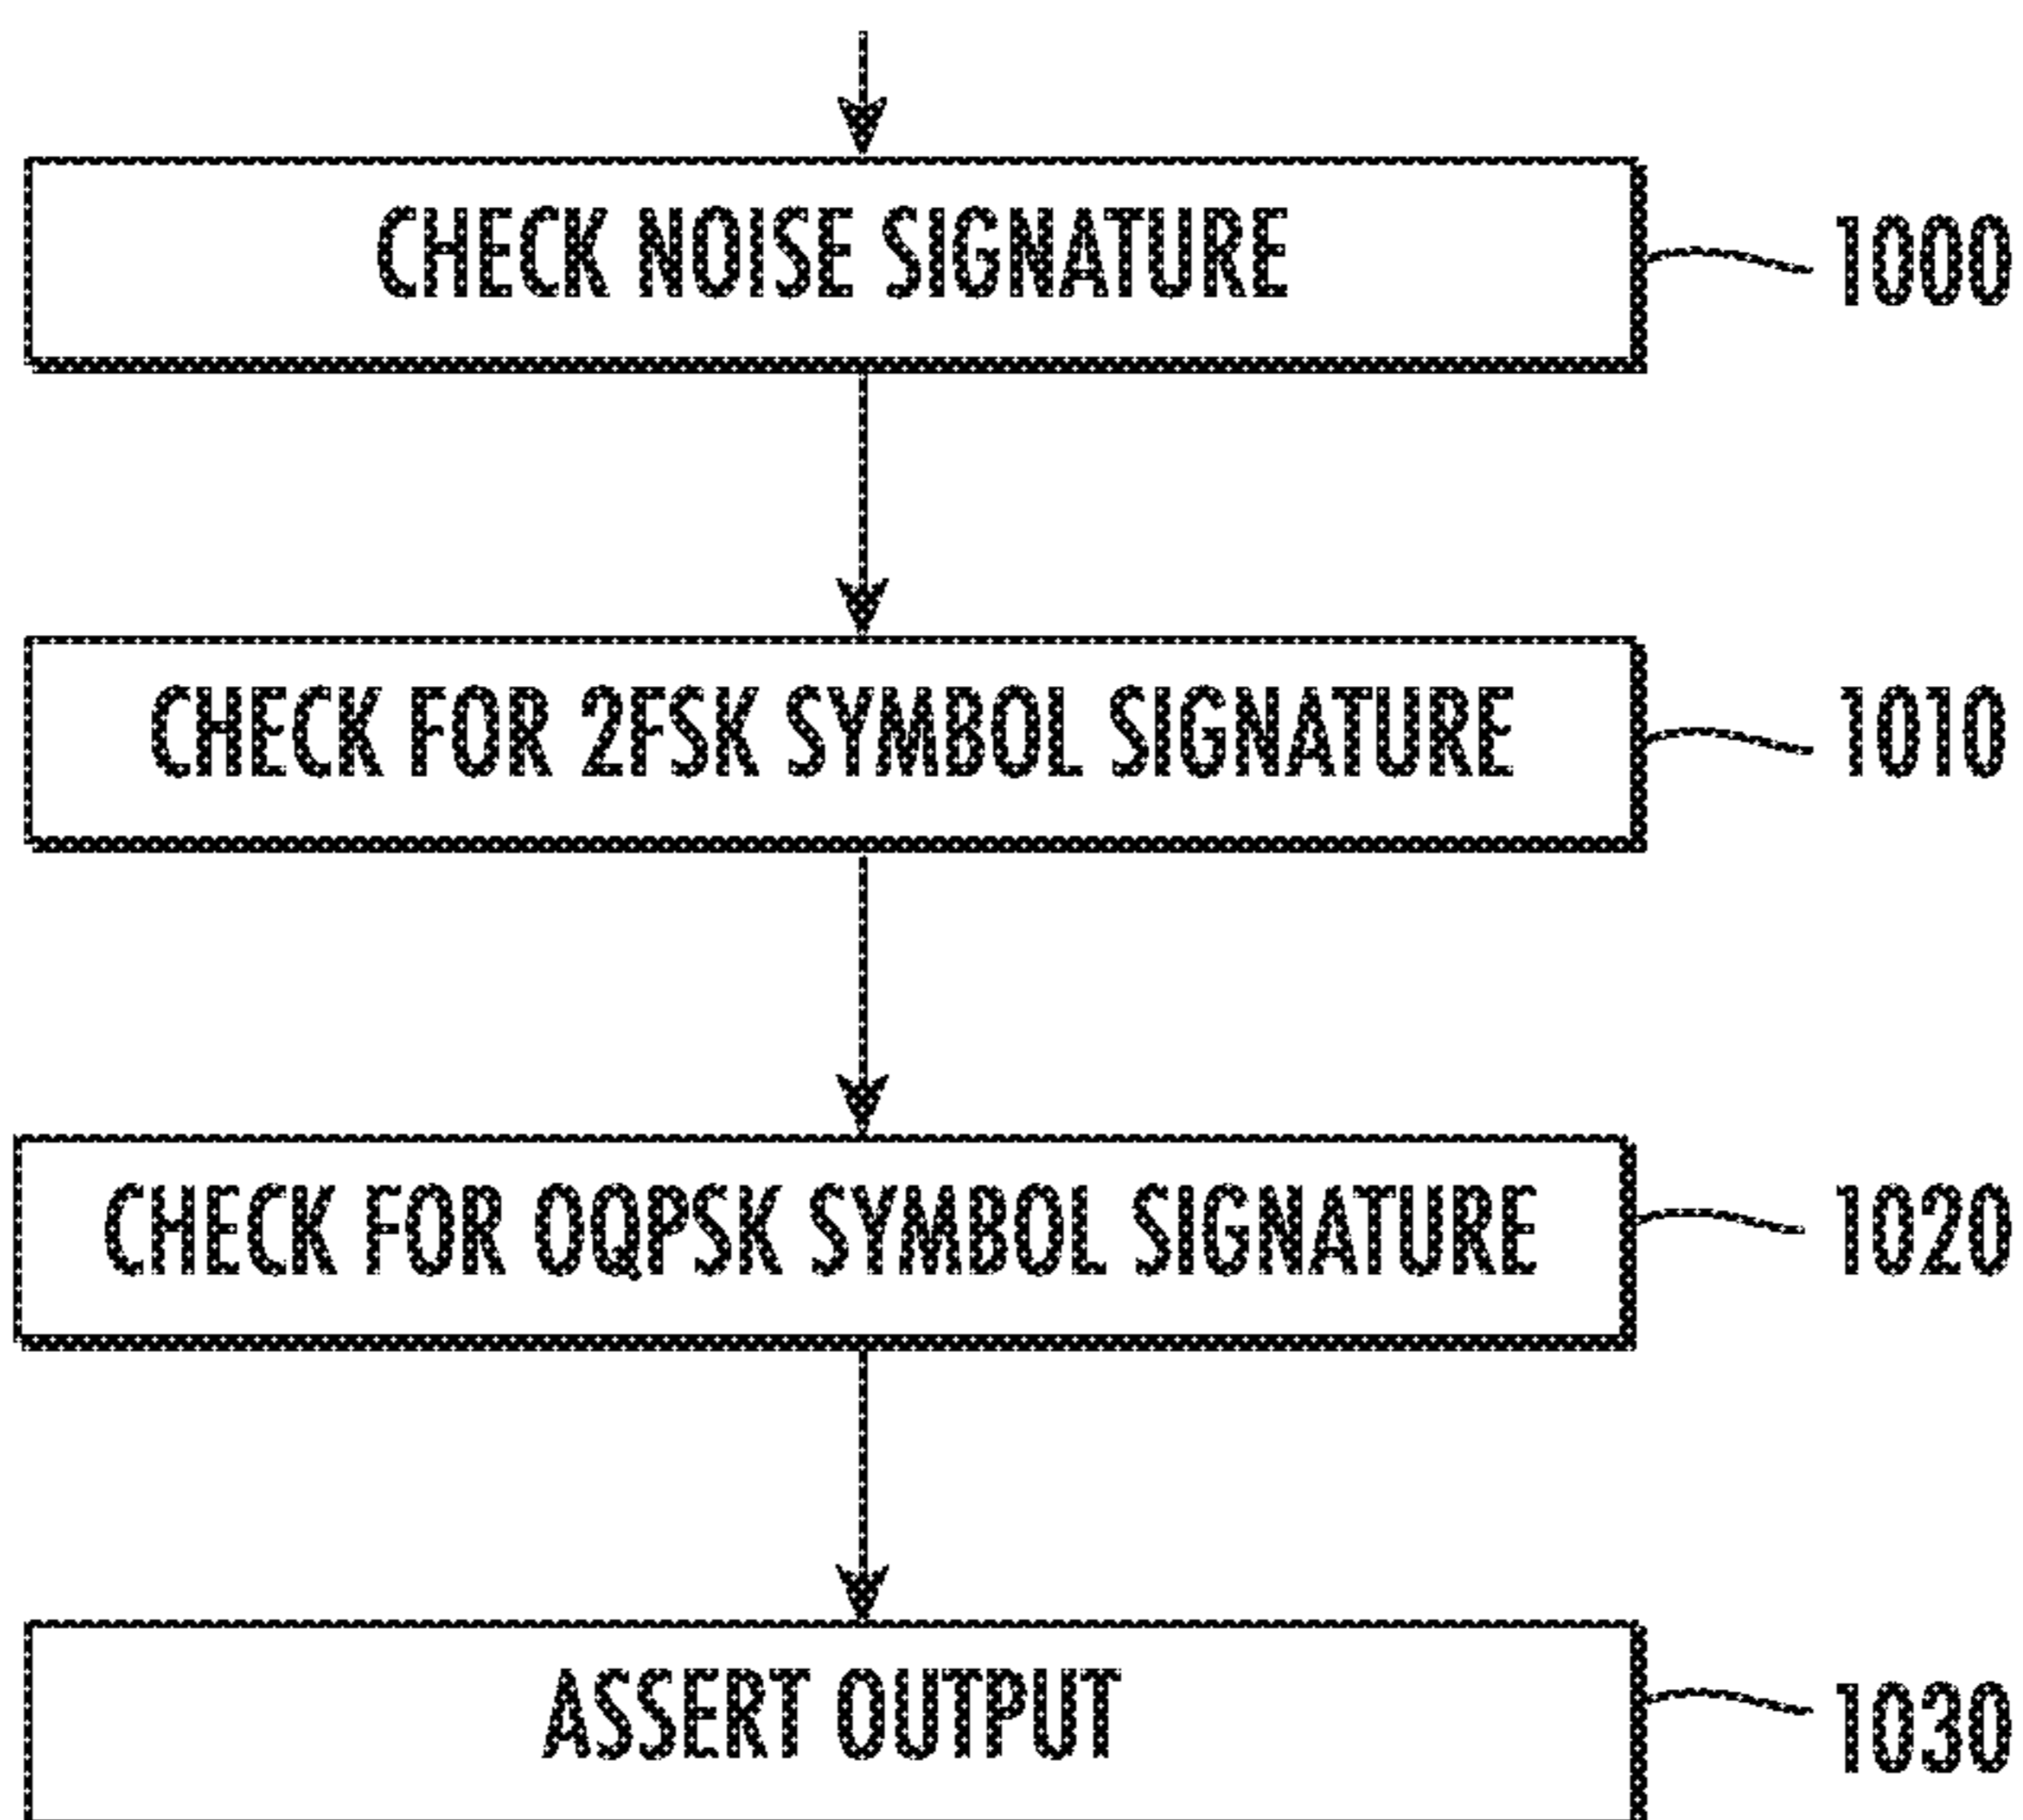 CHECK NOISE SIGNATURE
1000
CHECK FOR 2FSK SYMBOL SIGNATURE
1010
CHECK FOR OQPSK SYMBOL SIGNATURE
1020
ASSERT OUTPUT
1030